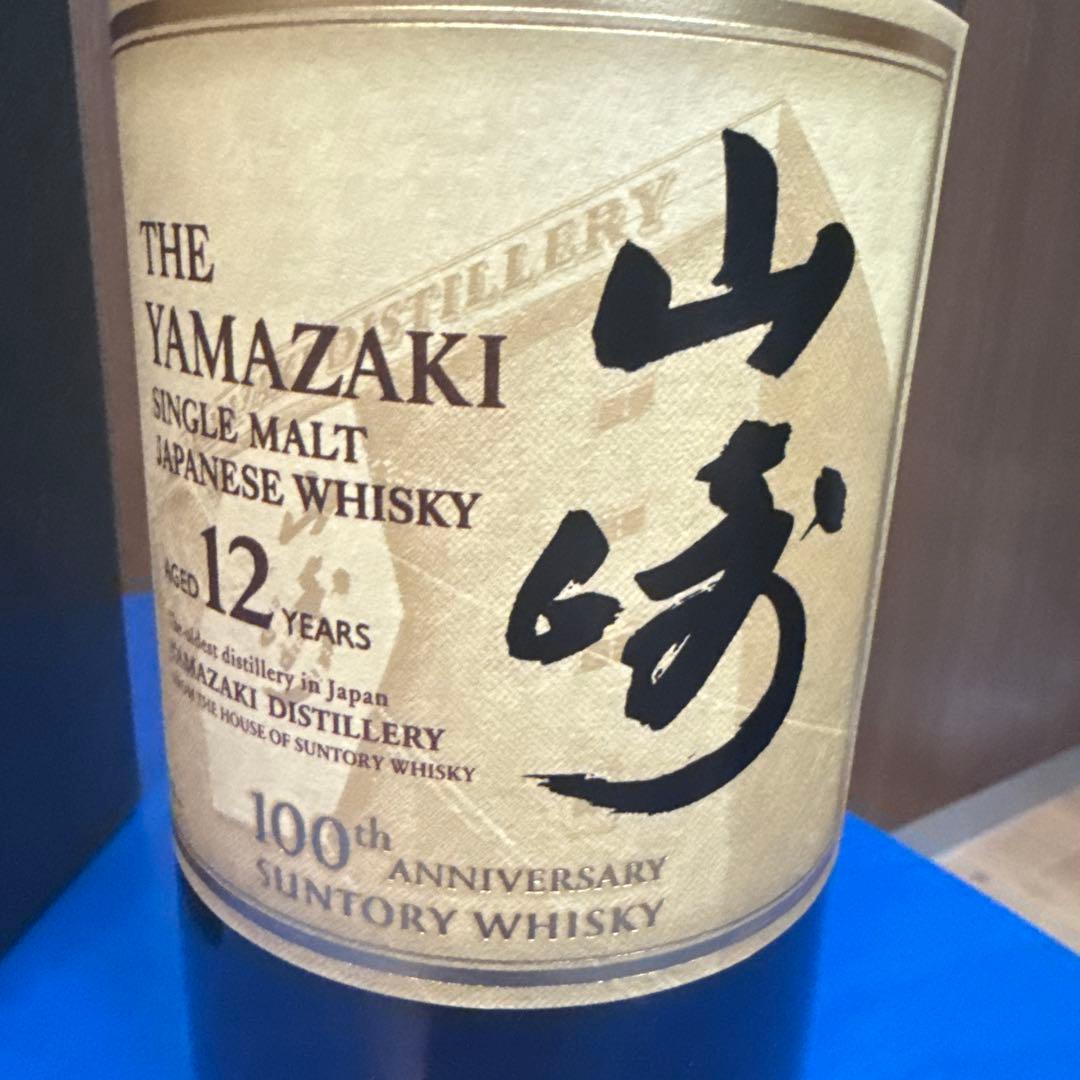 DISTILLERY
山崎
THE
YAMAZAKI
SINGLE MALT
JAPANESE WHISKY
AGED 12 YEARS
The oldest distillery in Japan
YAMAZAKI DISTILLERY
FROM THE HOUSE OF SUNTORY WHISKY
100th ANNIVERSARY
SUNTORY WHISKY